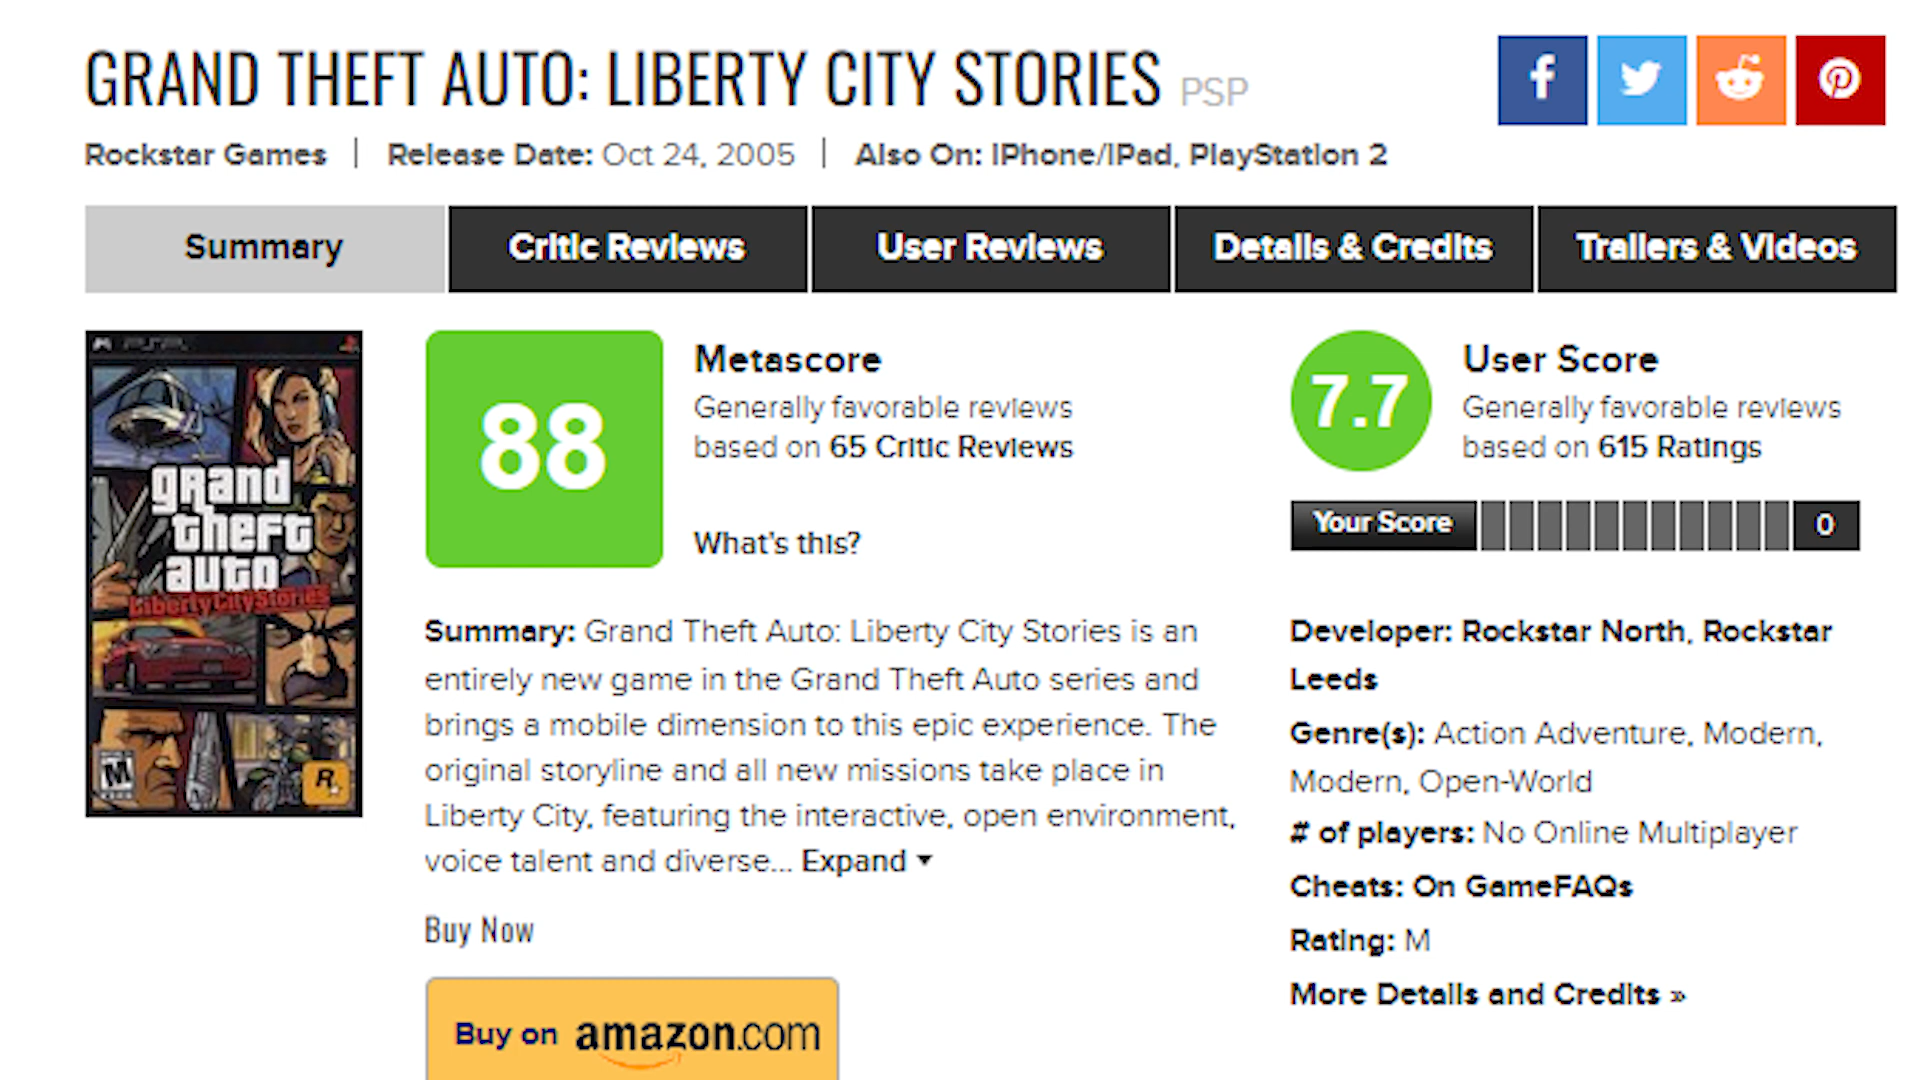 GRAND THEFT AUTO: LIBERTY CITY STORIES PSP
Rockstar Games | Release Date: Oct 24, 2005 | Also On: iPhone/iPad, PlayStation 2
Summary
Critic Reviews
User Reviews
Details & Credits
Trailers & Videos
PSP
grand
theft
auto
Liberty City Stories
M
R
88
Metascore
Generally favorable reviews
based on 65 Critic Reviews
What's this?
7.7
User Score
Generally favorable reviews
based on 615 Ratings
Your Score
0
Summary: Grand Theft Auto: Liberty City Stories is an
entirely new game in the Grand Theft Auto series and
brings a mobile dimension to this epic experience. The
original storyline and all new missions take place in
Liberty City, featuring the interactive, open environment,
voice talent and diverse... Expand ▼
Buy Now
Buy on amazon.com
Developer: Rockstar North, Rockstar
Leeds
Genre(s): Action Adventure, Modern,
Modern, Open-World
# of players: No Online Multiplayer
Cheats: On GameFAQs
Rating: M
More Details and Credits »